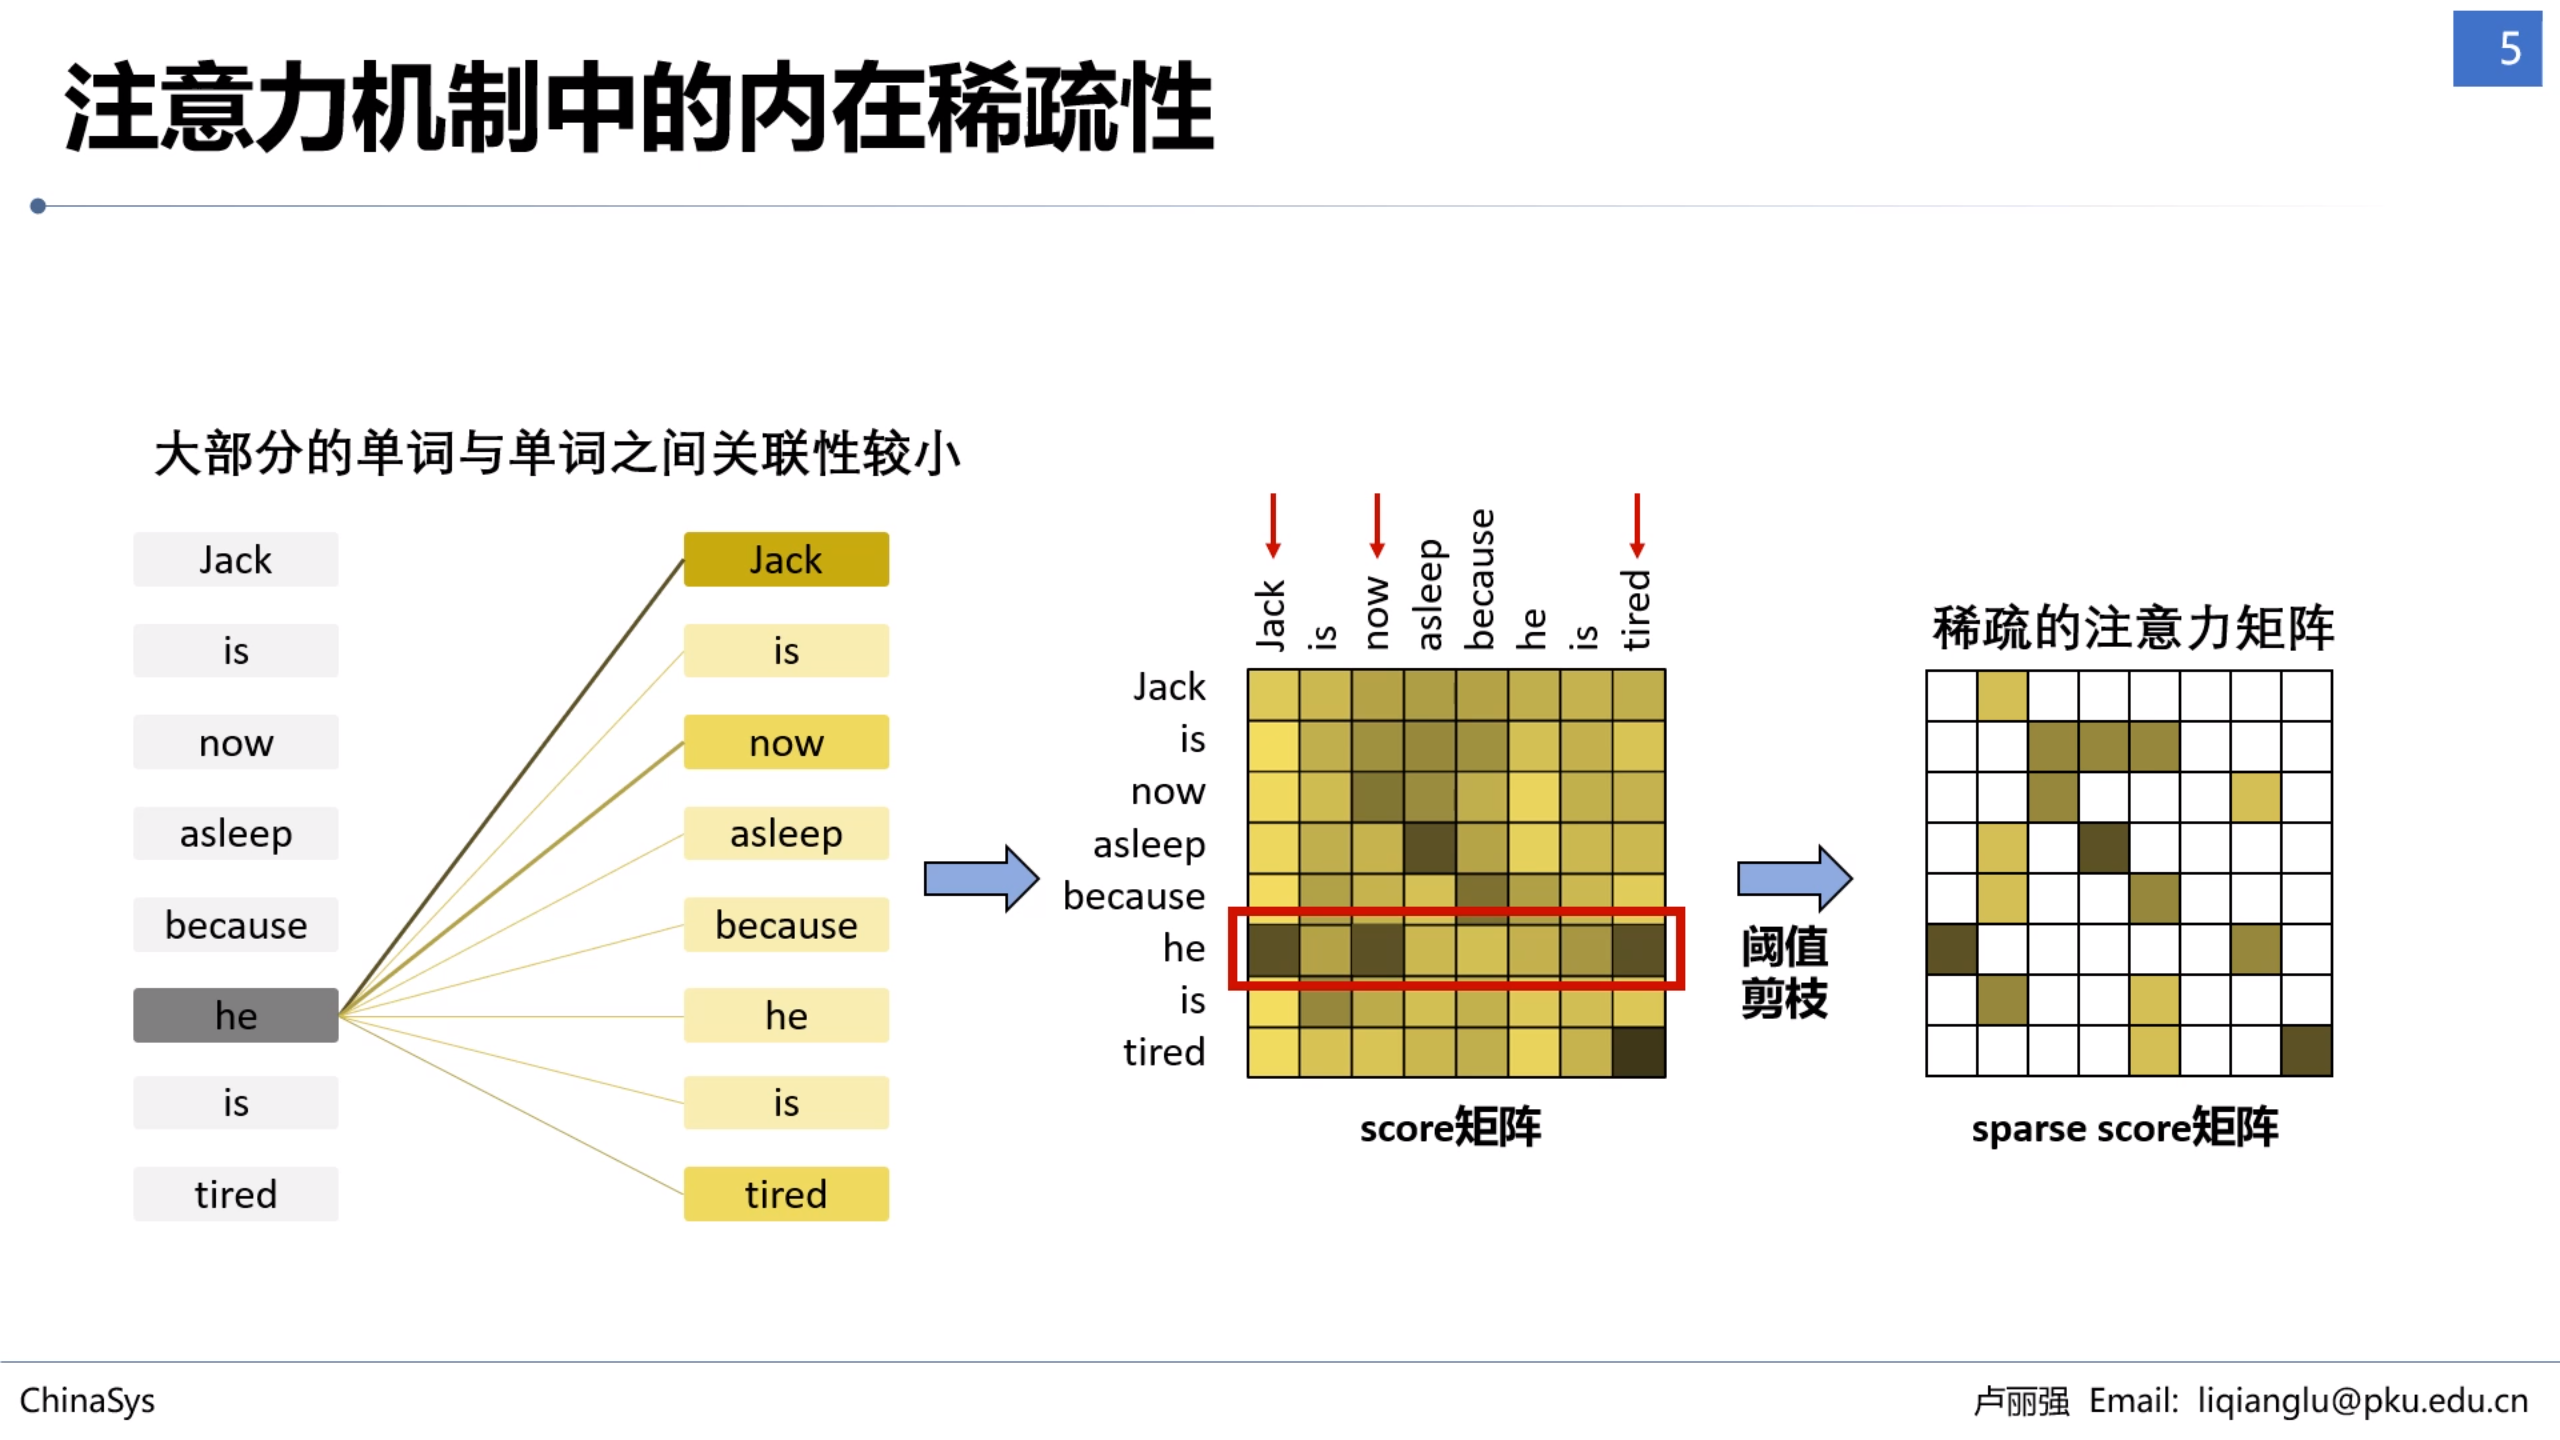 5
注意力机制中的内在稀疏性
大部分的单词与单词之间关联性较小
Jack
is
now
asleep
because
he
is
tired
Jack
is
now
asleep
because
he
is
tired
Jack
is
now
asleep
because
he
is
tired
Jack
is
now
asleep
because
he
is
tired
score矩阵
阈值
剪枝
稀疏的注意力矩阵
sparse score矩阵
ChinaSys
卢丽强 Email: liqianglu@pku.edu.cn